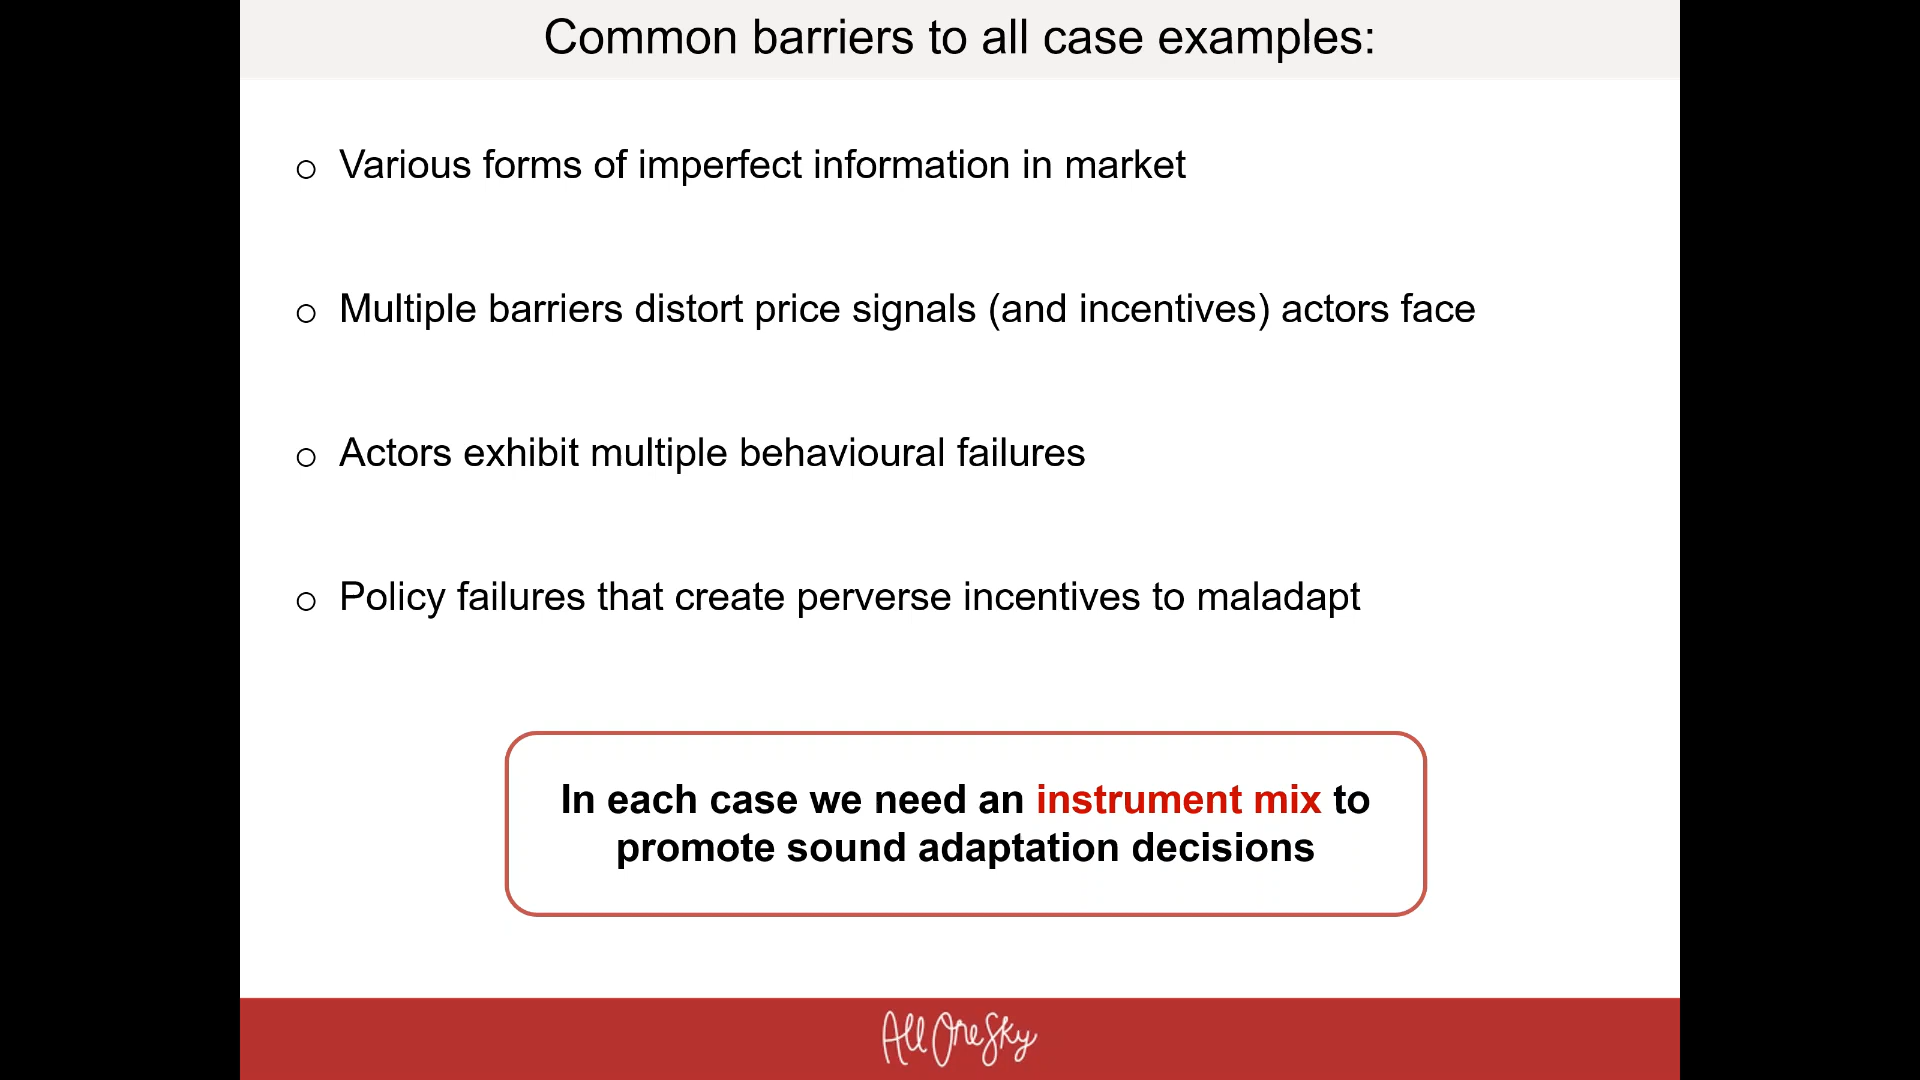 Common barriers to all case examples:
o Various forms of imperfect information in market
o Multiple barriers distort price signals (and incentives) actors face
o Actors exhibit multiple behavioural failures
o Policy failures that create perverse incentives to maladapt
In each case we need an instrument mix to
promote sound adaptation decisions
All One Sky